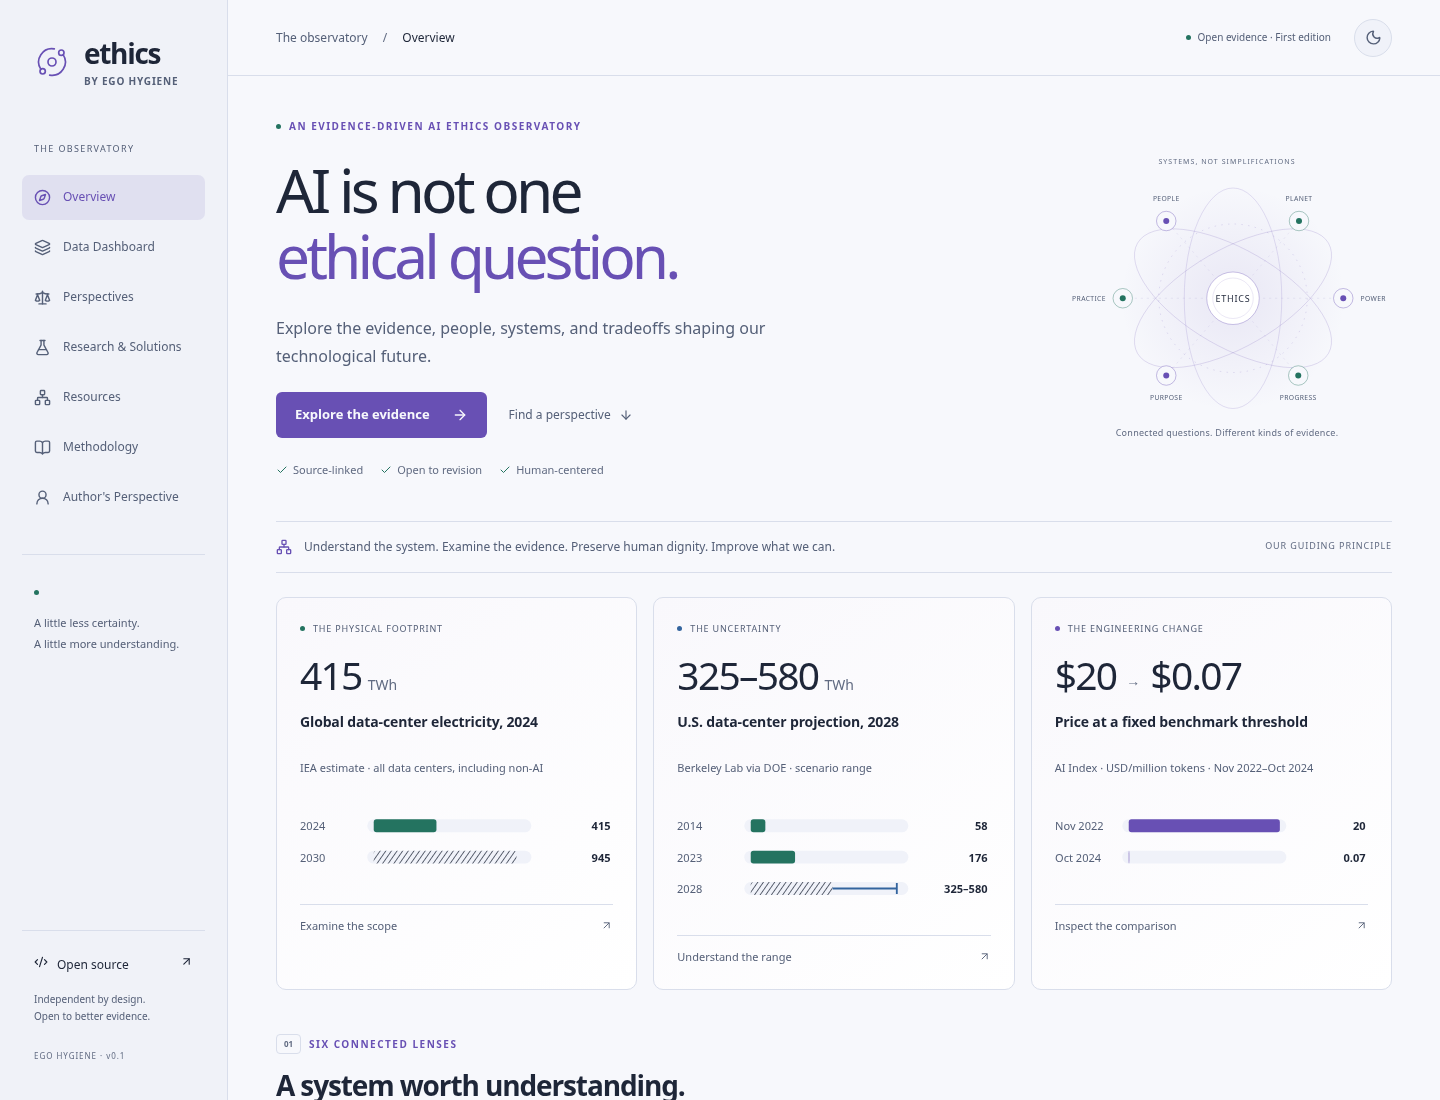 ethics
BY EGO HYGIENE
THE OBSERVATORY
Overview
Data Dashboard
Perspectives
Research & Solutions
Resources
Methodology
Author's Perspective
A little less certainty.
A little more understanding.
Open source
Independent by design.
Open to better evidence.
EGO HYGIENE · v0.1
The observatory / Overview
Open evidence · First edition
AN EVIDENCE-DRIVEN AI ETHICS OBSERVATORY
AI is not one
ethical question.
Explore the evidence, people, systems, and tradeoffs shaping our
technological future.
Explore the evidence →
Find a perspective ↓
Source-linked
Open to revision
Human-centered
SYSTEMS, NOT SIMPLIFICATIONS
PEOPLE
PLANET
PRACTICE
ETHICS
POWER
PURPOSE
PROGRESS
Connected questions. Different kinds of evidence.
Understand the system. Examine the evidence. Preserve human dignity. Improve what we can.
OUR GUIDING PRINCIPLE
THE PHYSICAL FOOTPRINT
415 TWh
Global data-center electricity, 2024
IEA estimate · all data centers, including non-AI
2024 415
2030 945
Examine the scope
THE UNCERTAINTY
325–580 TWh
U.S. data-center projection, 2028
Berkeley Lab via DOE · scenario range
2014 58
2023 176
2028 325–580
Understand the range
THE ENGINEERING CHANGE
$20 → $0.07
Price at a fixed benchmark threshold
AI Index · USD/million tokens · Nov 2022–Oct 2024
Nov 2022 20
Oct 2024 0.07
Inspect the comparison
01 SIX CONNECTED LENSES
A system worth understanding.